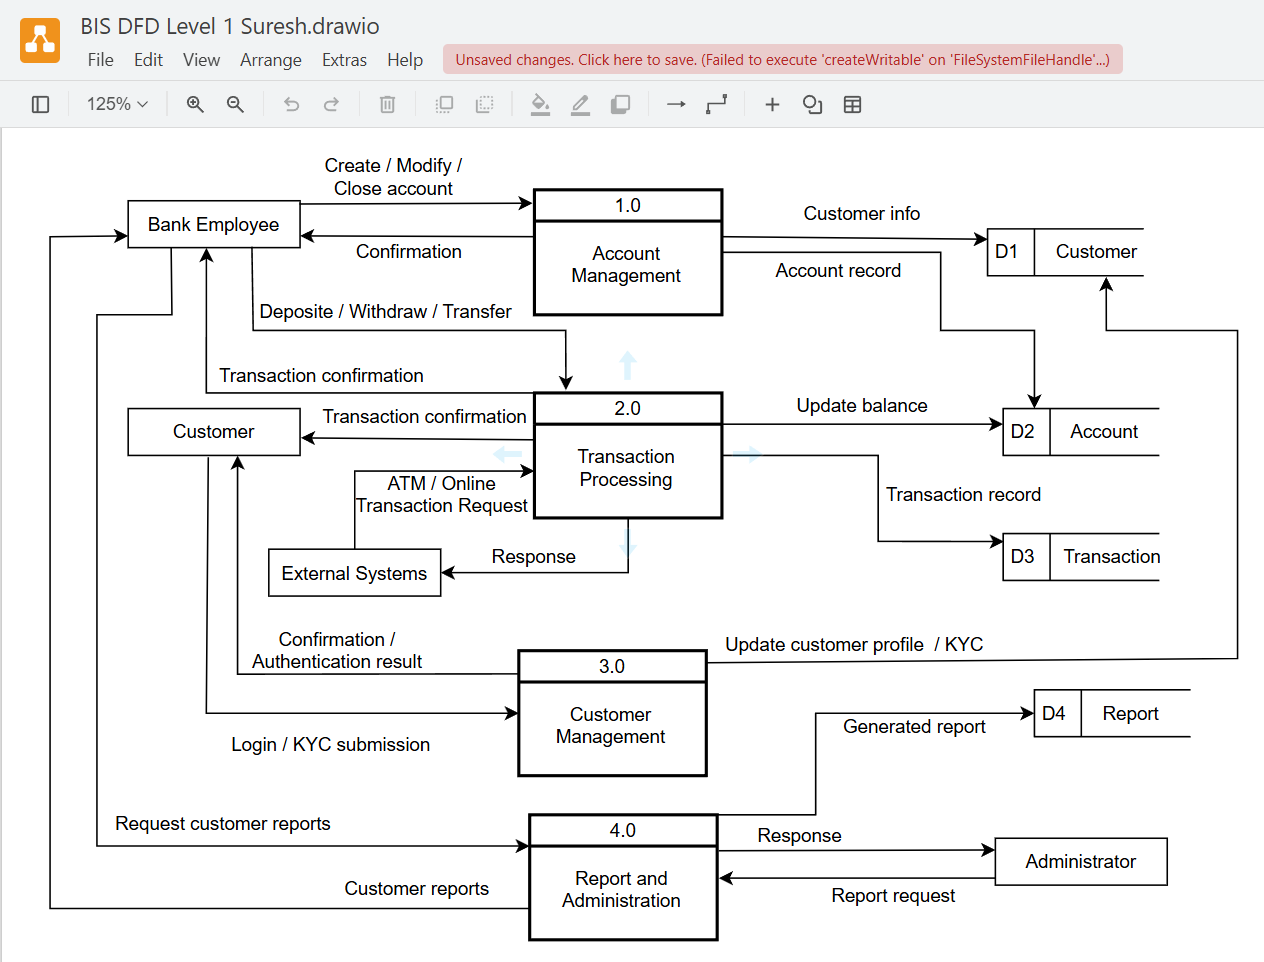 BIS DFD Level 1 Suresh.drawio
File Edit View Arrange Extras Help
Unsaved changes. Click here to save. (Failed to execute 'createWritable' on 'FileSystemFileHandle'...)
125%
Create / Modify /
Close account
Bank Employee
1.0
Account
Management
Confirmation
Customer info
D1 Customer
Account record
Deposite / Withdraw / Transfer
Transaction confirmation
Customer
Transaction confirmation
2.0
Transaction
Processing
Update balance
D2 Account
ATM / Online
Transaction Request
Transaction record
D3 Transaction
External Systems
Response
Confirmation /
Authentication result
3.0
Customer
Management
Update customer profile / KYC
Login / KYC submission
Generated report
D4 Report
Request customer reports
4.0
Report and
Administration
Response
Administrator
Customer reports
Report request